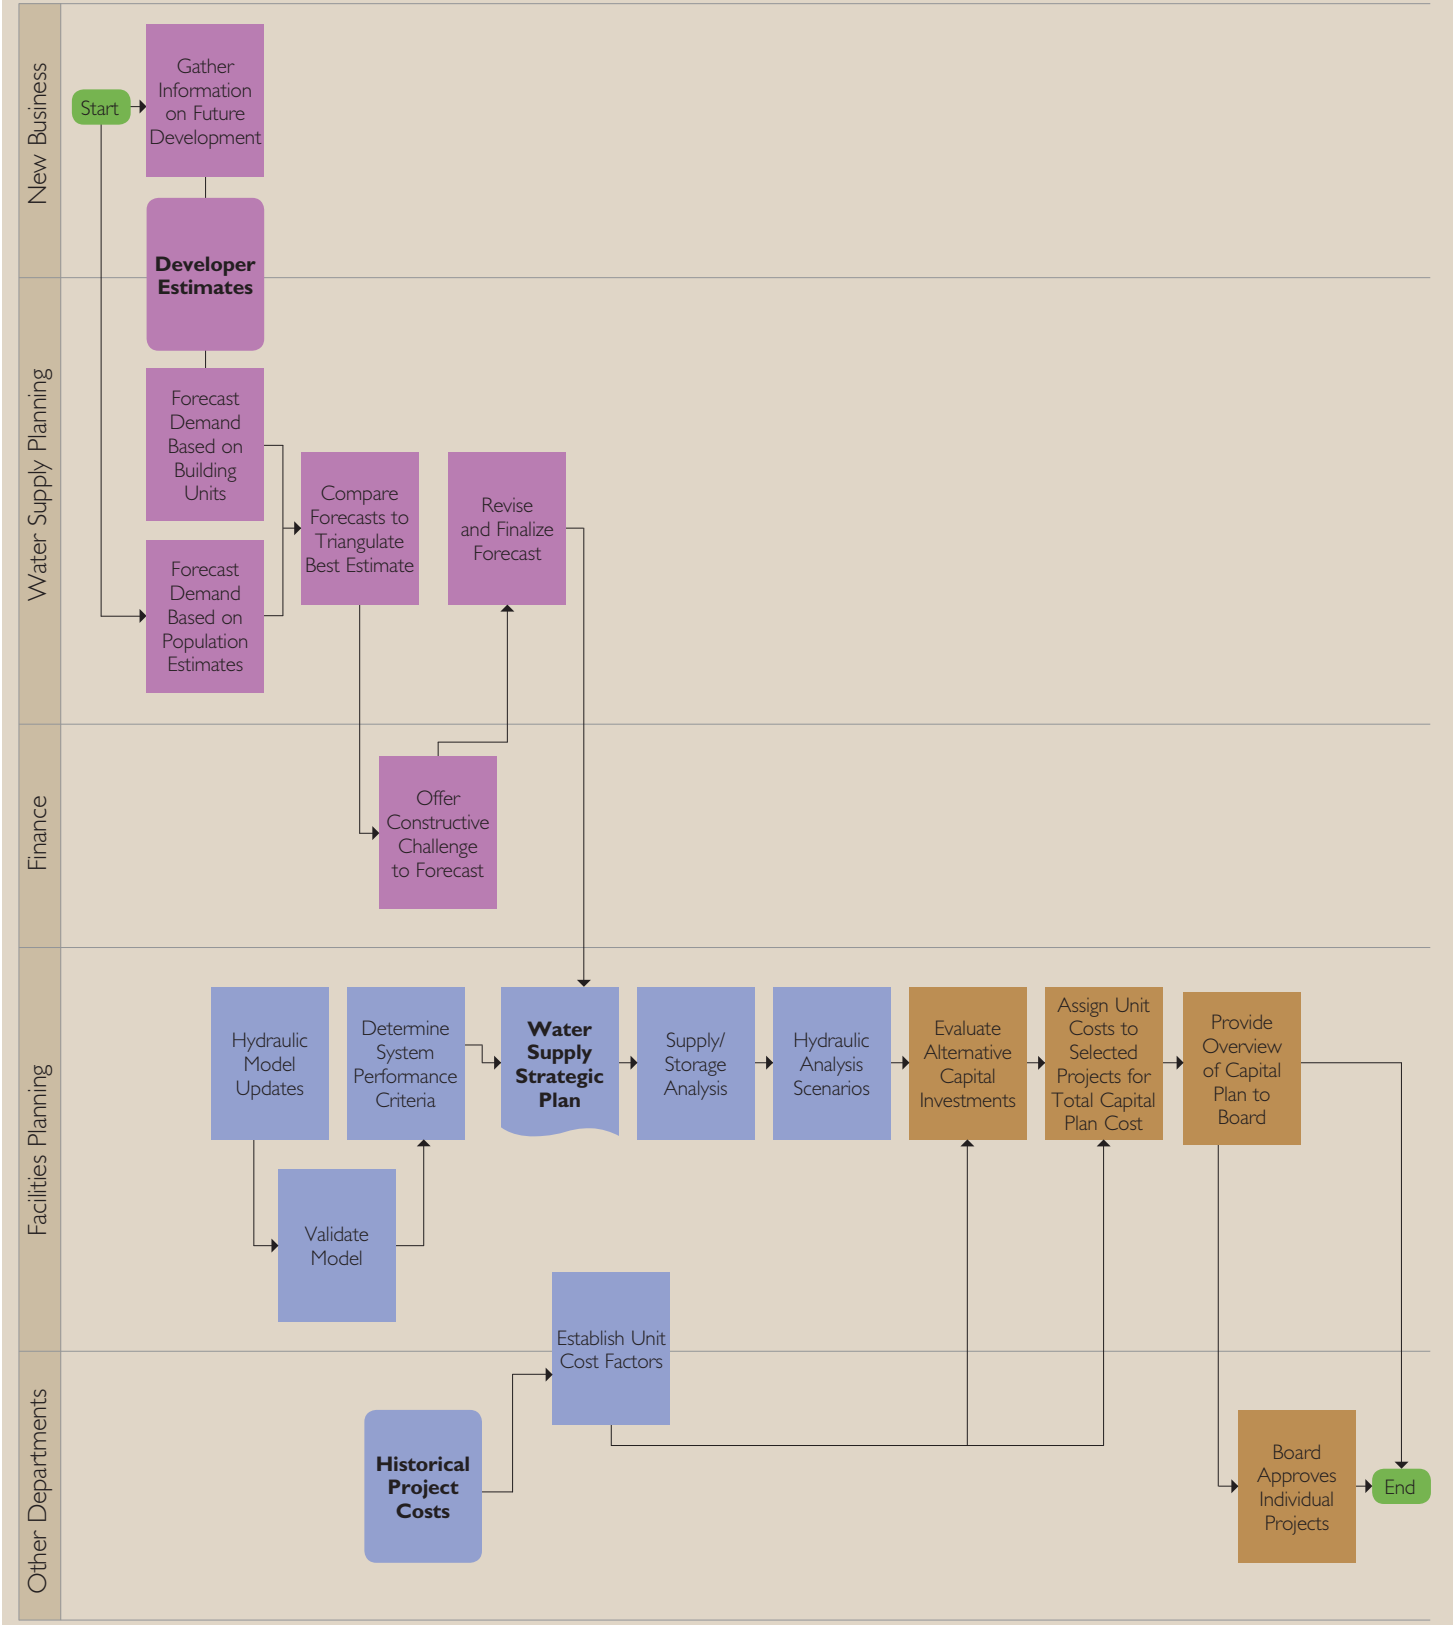 New Business
Start
Gather
Information
on Future
Development
Developer
Estimates
Water Supply Planning
Forecast
Demand
Based on
Building
Units
Forecast
Demand
Based on
Population
Estimates
Compare
Forecasts to
Triangulate
Best Estimate
Revise
and Finalize
Forecast
Finance
Offer
Constructive
Challenge
to Forecast
Facilities Planning
Hydraulic
Model
Updates
Validate
Model
Determine
System
Performance
Criteria
Water
Supply
Strategic
Plan
Supply/
Storage
Analysis
Hydraulic
Analysis
Scenarios
Evaluate
Alternative
Capital
Investments
Assign Unit
Costs to
Selected
Projects for
Total Capital
Plan Cost
Provide
Overview
of Capital
Plan to
Board
Establish Unit
Cost Factors
Other Departments
Historical
Project
Costs
Board
Approves
Individual
Projects
End